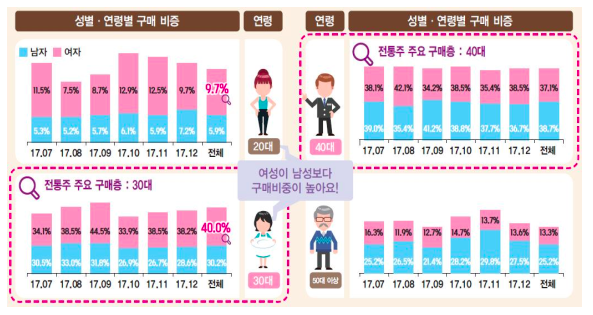 성별 · 연령별 구매 비중
연령
연령
성별 · 연령별 구매 비중
남자 여자
11.5% 7.5% 8.7% 12.9% 12.5% 9.7% 9.7%
5.3% 5.2% 5.7% 6.1% 5.9% 7.2% 5.9%
17.07 17.08 17.09 17.10 17.11 17.12 전체
20대
전통주 주요 구매층 : 40대
38.1% 42.1% 34.2% 38.5% 35.4% 38.5% 37.1%
39.0% 35.4% 41.2% 38.8% 37.7% 36.7% 38.7%
17.07 17.08 17.09 17.10 17.11 17.12 전체
40대
여성이 남성보다
구매비중이 높아요!
전통주 주요 구매층 : 30대
34.1% 38.5% 44.5% 33.9% 38.5% 38.2% 40.0%
30.5% 33.0% 31.8% 26.9% 26.7% 28.6% 30.2%
17.07 17.08 17.09 17.10 17.11 17.12 전체
30대
16.3% 11.9% 12.7% 14.7% 13.7% 13.6% 13.3%
25.2% 26.5% 21.4% 28.2% 29.8% 27.5% 25.2%
17.07 17.08 17.09 17.10 17.11 17.12 전체
50대 이상